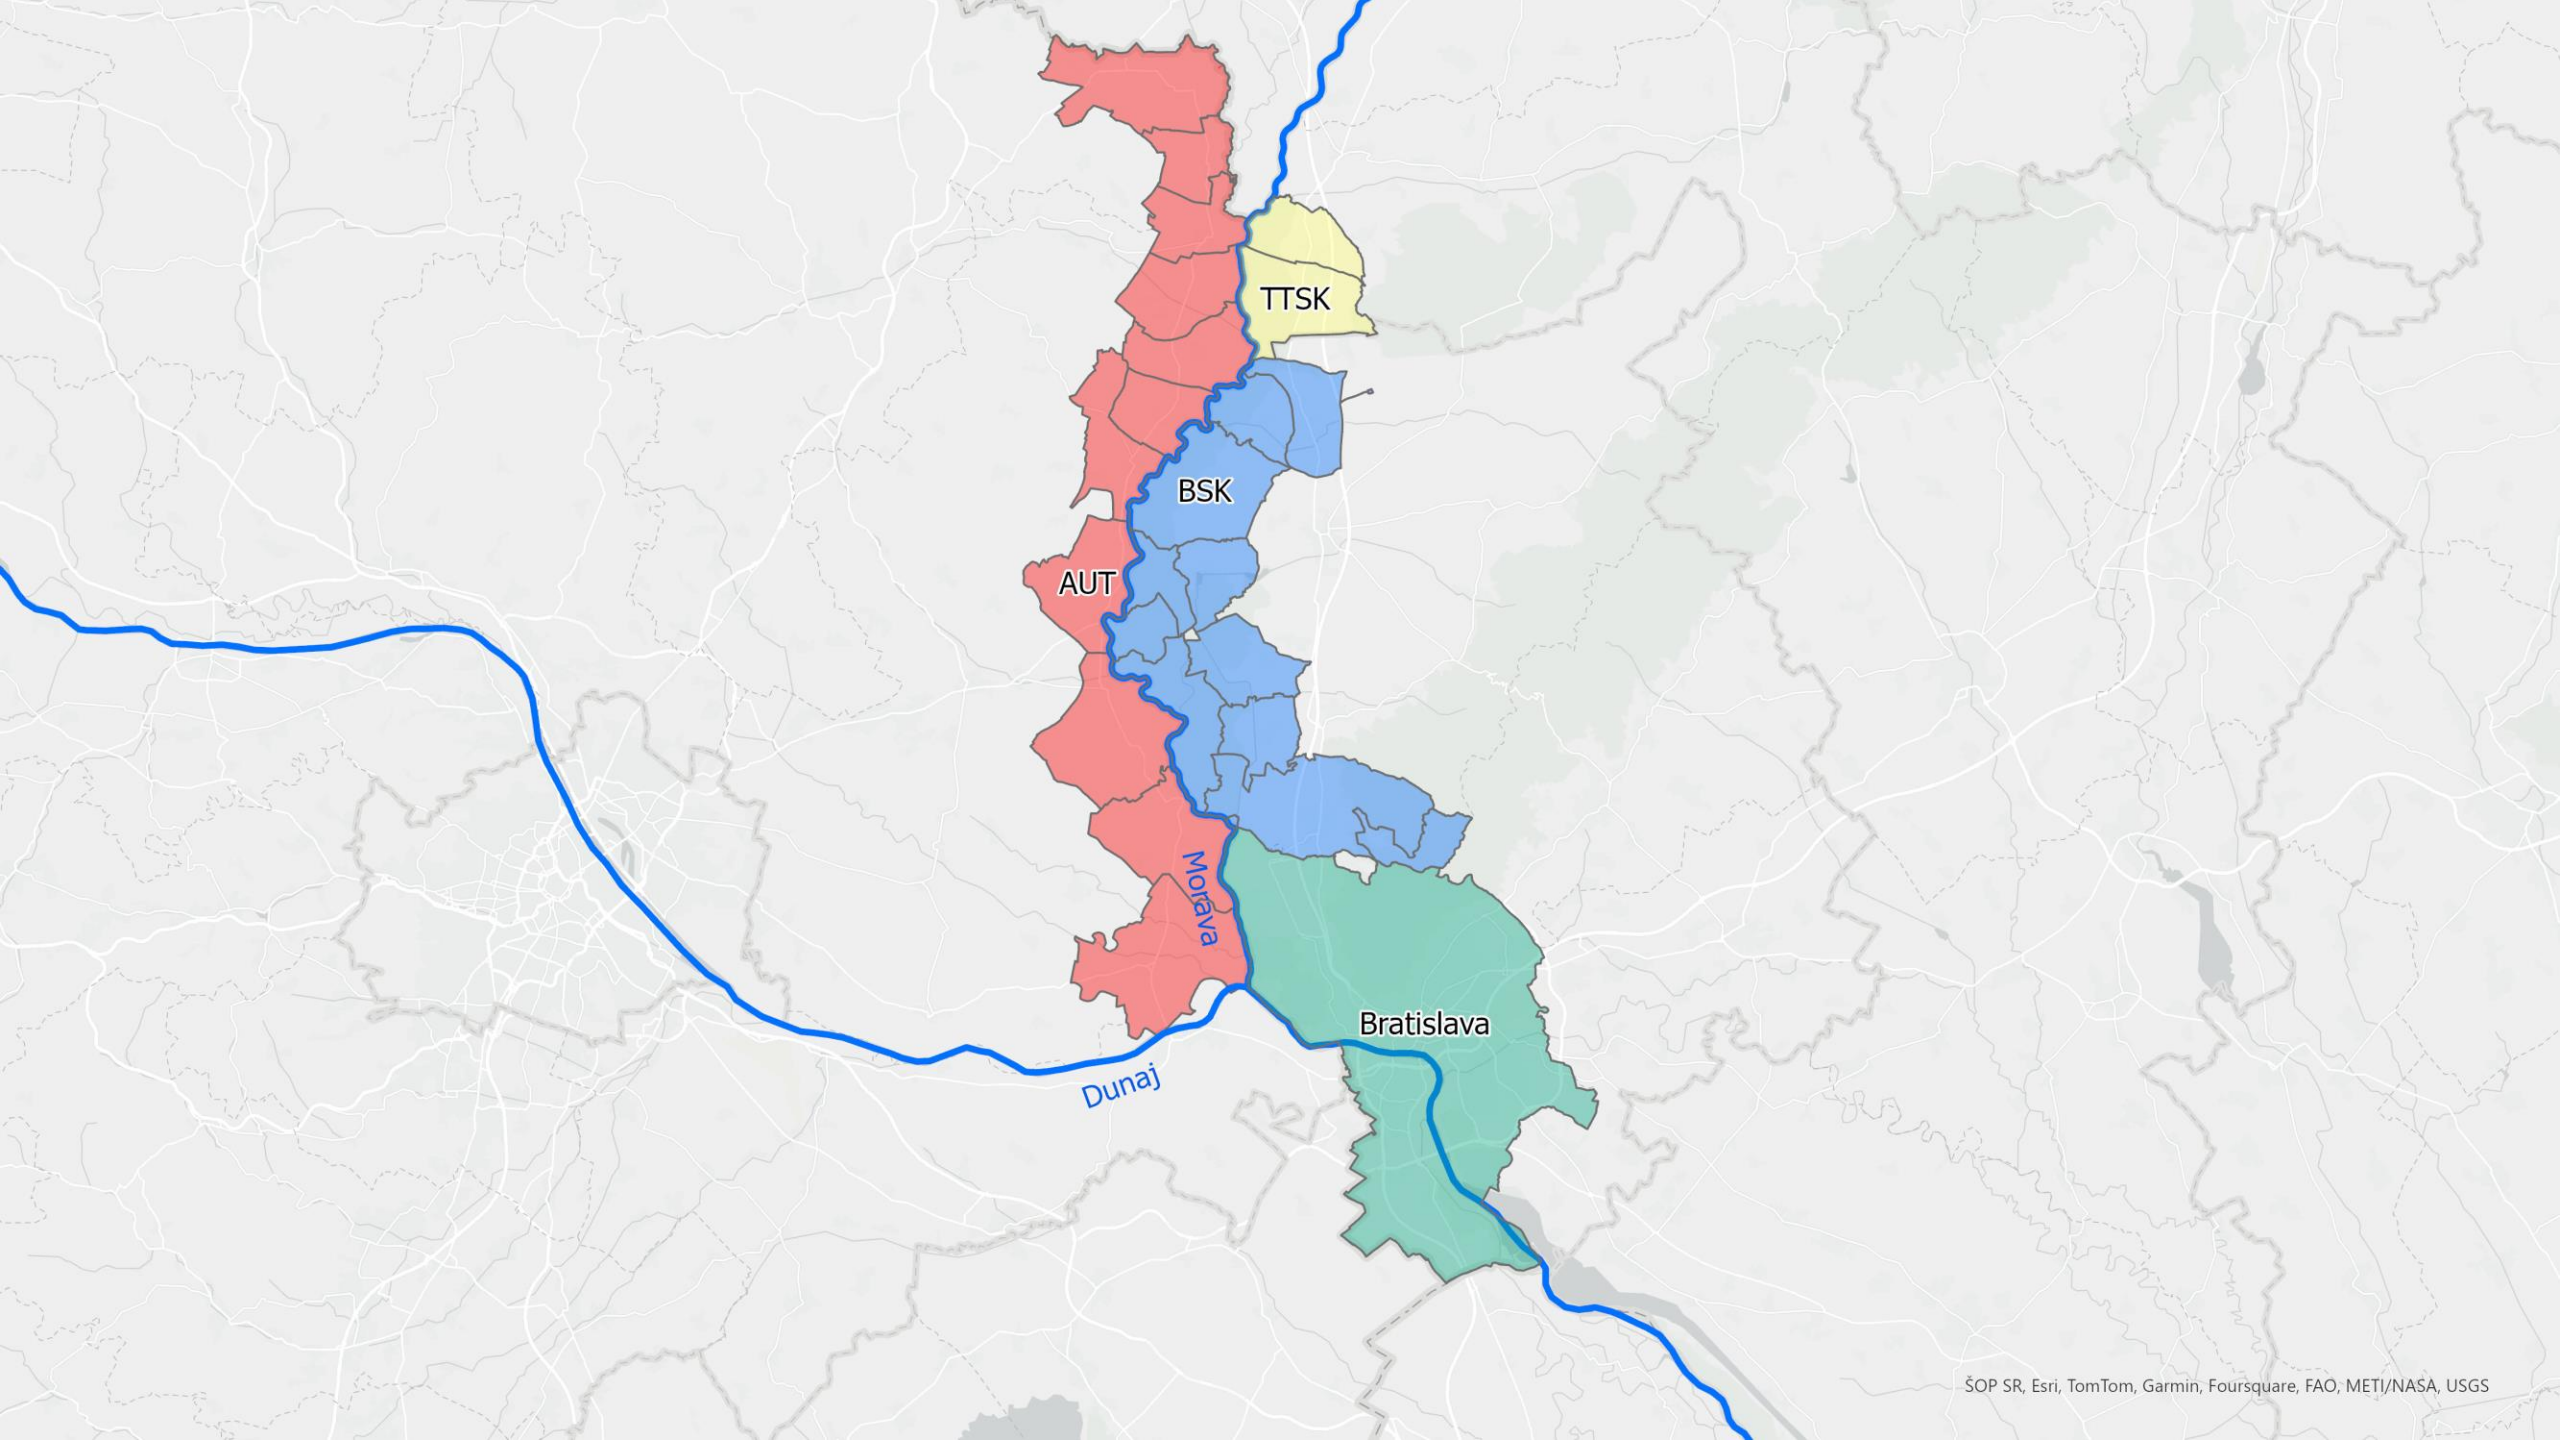 TTSK
BSK
AUT
Morava
Bratislava
Dunaj
ŠOP SR, Esri, TomTom, Garmin, Foursquare, FAO, METI/NASA, USGS